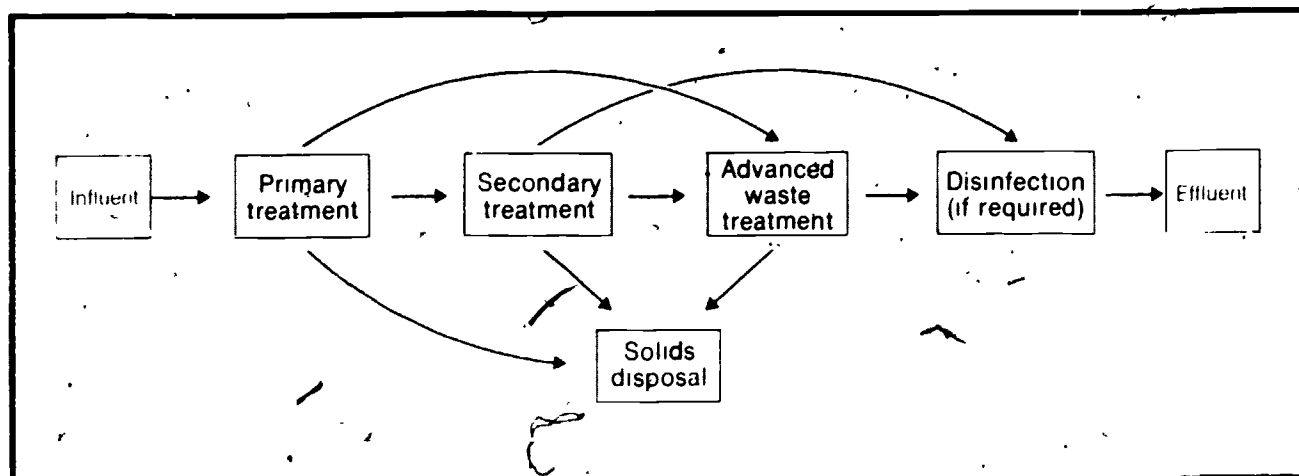 Influent
Primary
treatment
Secondary
treatment
Advanced
waste
treatment
Disinfection
(if required)
Effluent
Solids
disposal